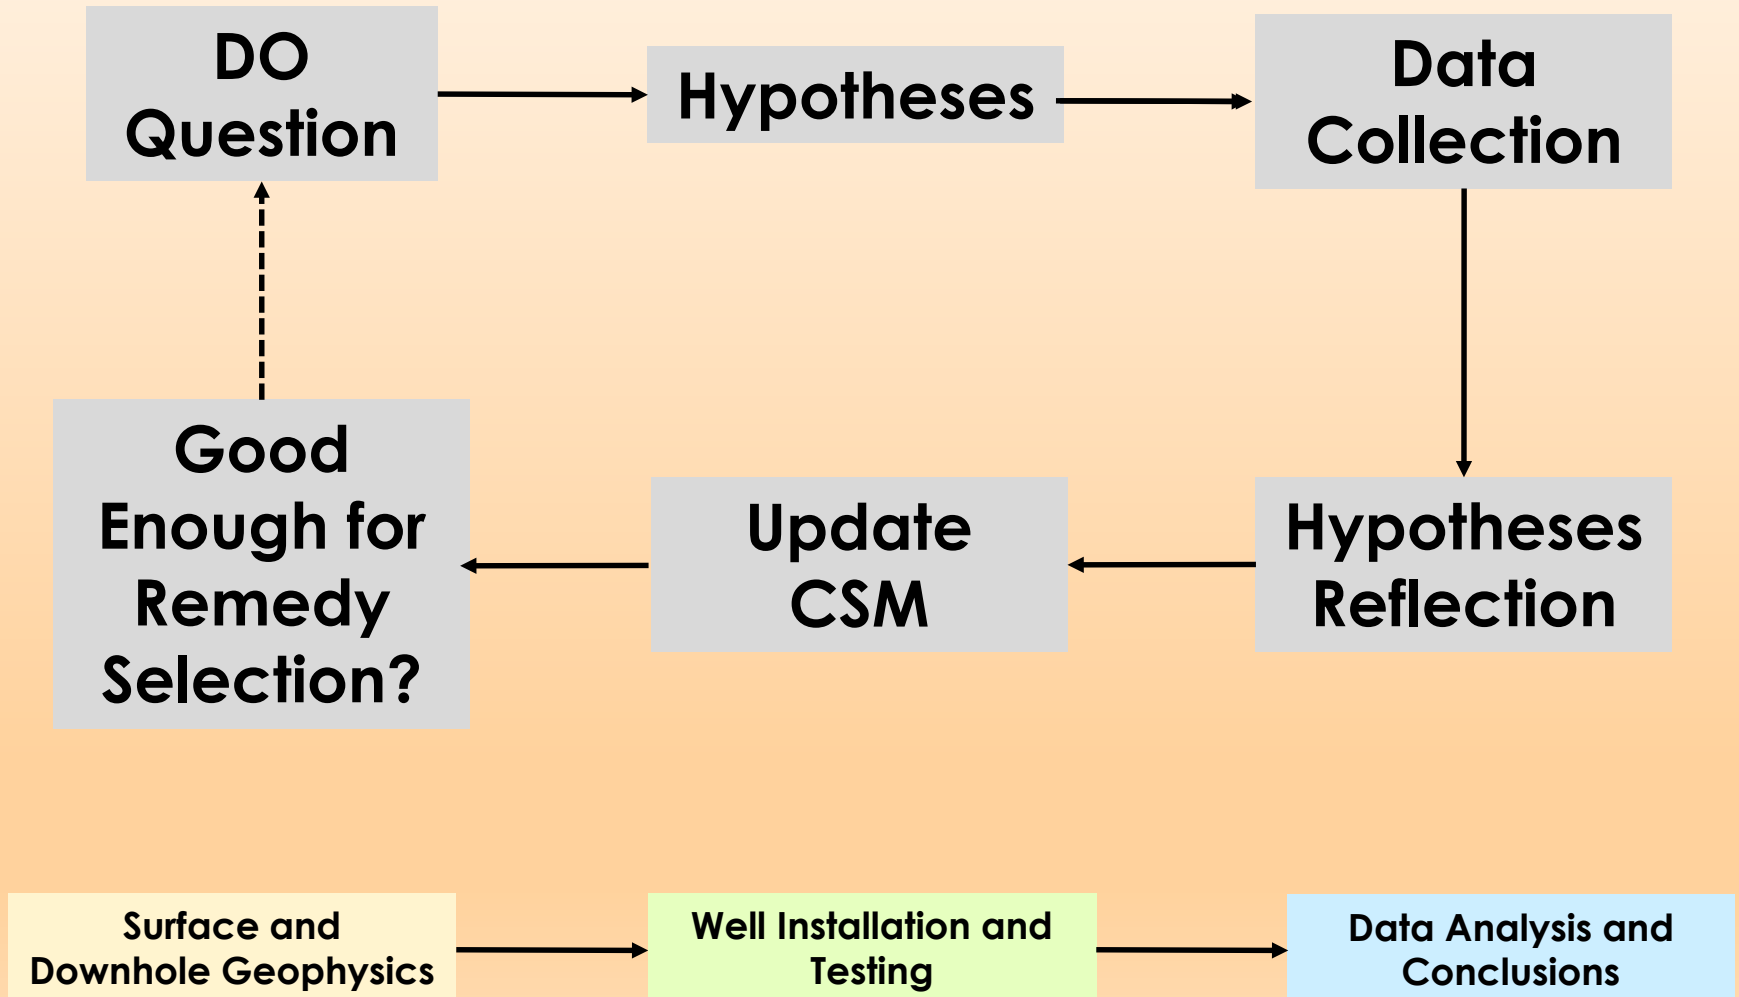 DO
Question
Hypotheses
Data
Collection
Good
Enough for
Remedy
Selection?
Update
CSM
Hypotheses
Reflection
Surface and
Downhole Geophysics
Well Installation and
Testing
Data Analysis and
Conclusions